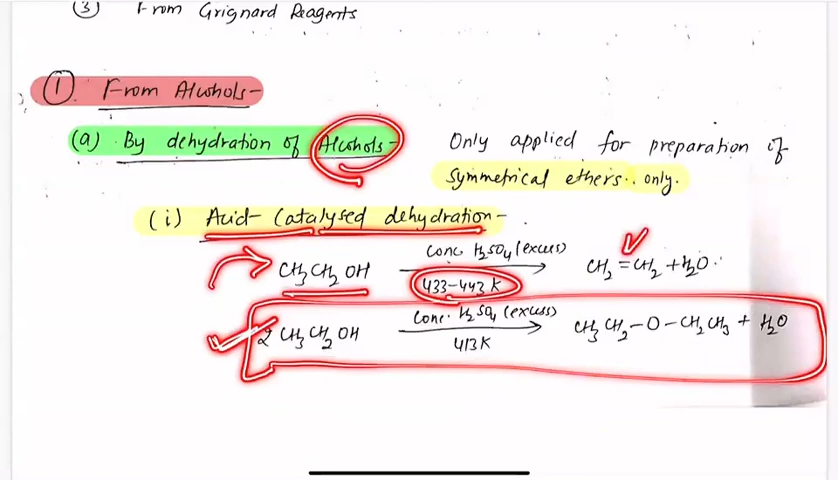 (3) From Grignard Reagents
(1) From Alcohols-
(a) By dehydration of Alcohols- Only applied for preparation of
Symmetrical ethers.. only.
(i) Acid-Catalysed dehydration-
CH3CH2OH conc H2SO4 (excess) 433-443 K CH2=CH2+H2O.
2 CH3CH2OH Conc. H2SO4 (excess) 413K CH3CH2-O-CH2CH3 + H2O